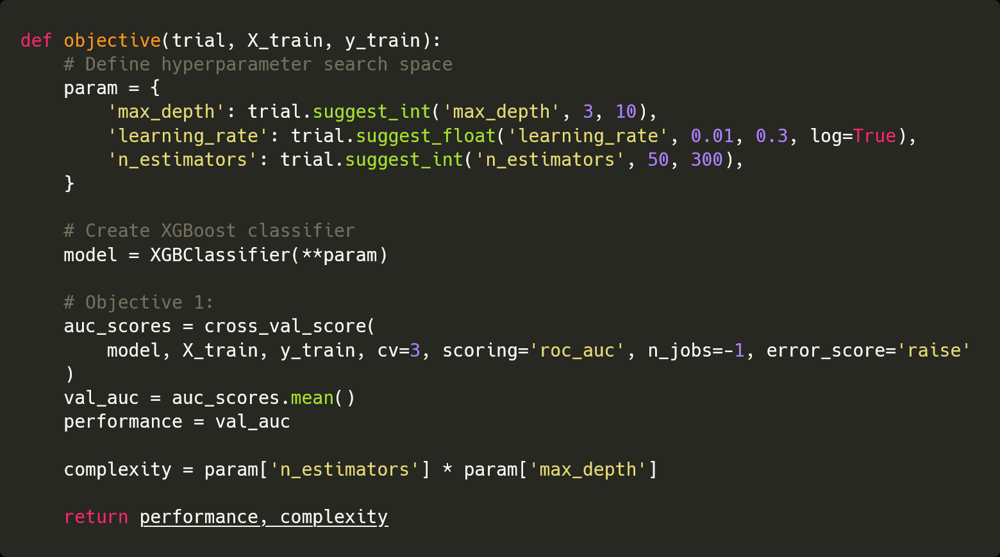 def objective(trial, X_train, y_train):
    # Define hyperparameter search space
    param = {
        'max_depth': trial.suggest_int('max_depth', 3, 10),
        'learning_rate': trial.suggest_float('learning_rate', 0.01, 0.3, log=True),
        'n_estimators': trial.suggest_int('n_estimators', 50, 300),
    }

    # Create XGBoost classifier
    model = XGBClassifier(**param)

    # Objective 1:
    auc_scores = cross_val_score(
        model, X_train, y_train, cv=3, scoring='roc_auc', n_jobs=-1, error_score='raise'
    )
    val_auc = auc_scores.mean()
    performance = val_auc

    complexity = param['n_estimators'] * param['max_depth']

    return performance, complexity